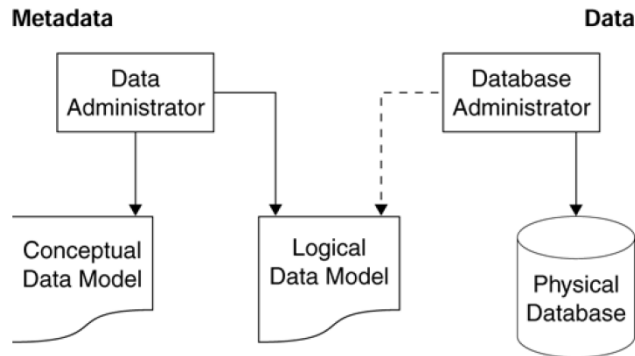 Metadata
Data
Data
Administrator
Database
Administrator
Conceptual
Data Model
Logical
Data Model
Physical
Database